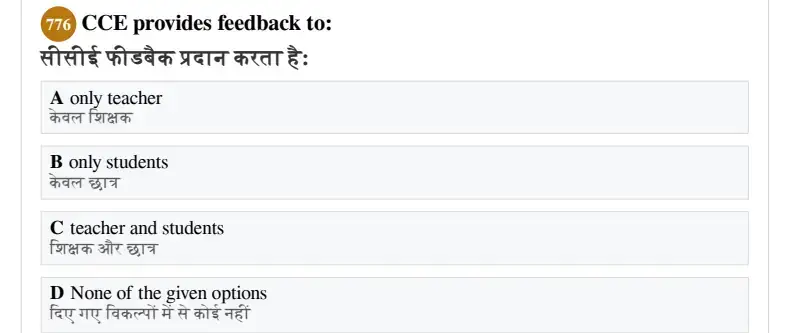 776 CCE provides feedback to:
सीसीई फीडबैक प्रदान करता है:
A only teacher
केवल शिक्षक
B only students
केवल छात्र
C teacher and students
शिक्षक और छात्र
D None of the given options
दिए गए विकल्पों में से कोई नहीं